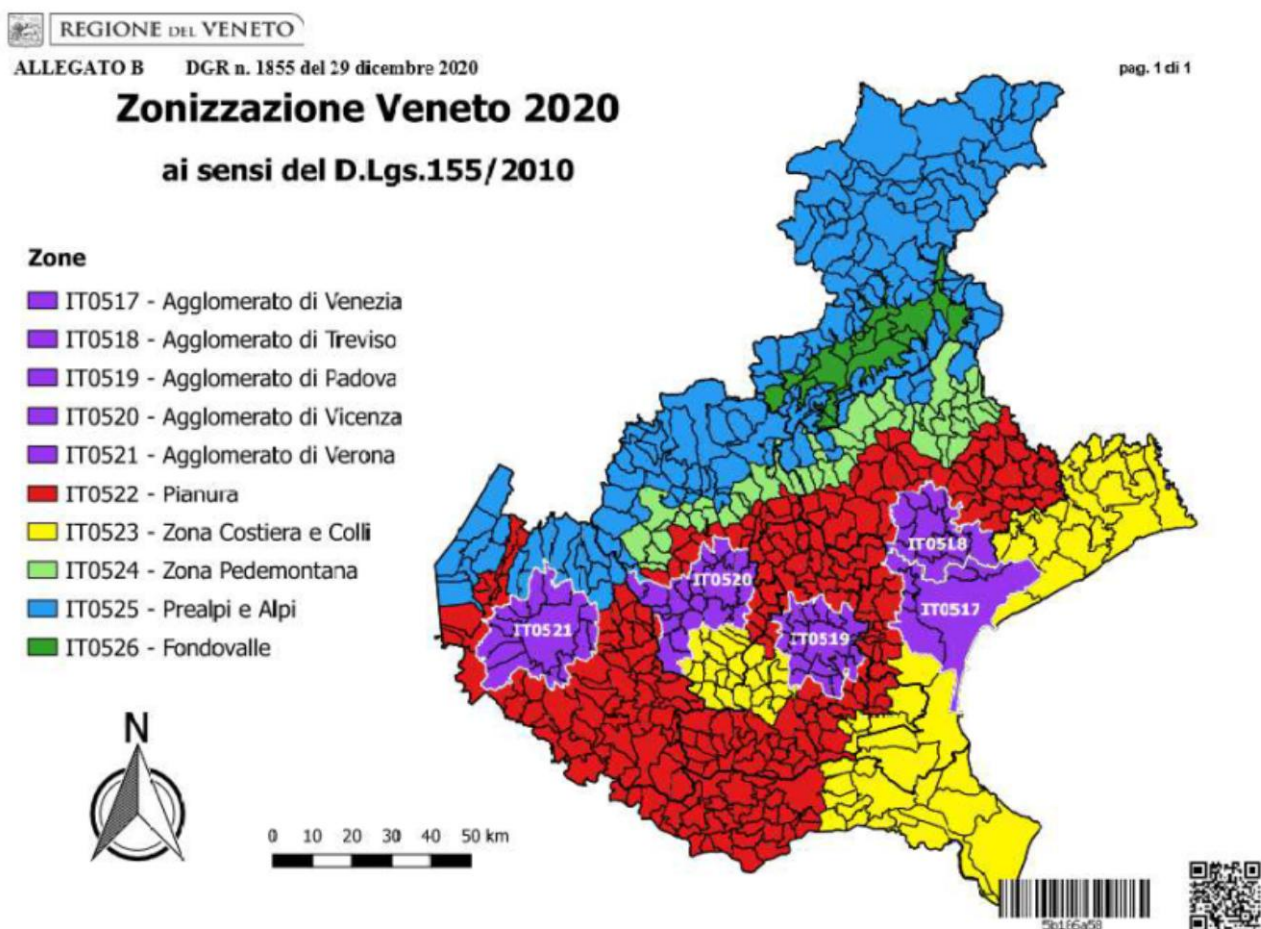 REGIONE DEL VENETO
ALLEGATO B DGR n. 1855 del 29 dicembre 2020
pag. 1 di 1
Zonizzazione Veneto 2020
ai sensi del D.Lgs.155/2010
Zone
IT0517 - Agglomerato di Venezia
IT0518 - Agglomerato di Treviso
IT0519 - Agglomerato di Padova
IT0520 - Agglomerato di Vicenza
IT0521 - Agglomerato di Verona
IT0522 - Pianura
IT0523 - Zona Costiera e Colli
IT0524 - Zona Pedemontana
IT0525 - Prealpi e Alpi
IT0526 - Fondovalle
IT0518
IT0520
IT0517
IT0521
IT0519
N
0 10 20 30 40 50 km
5b186a58